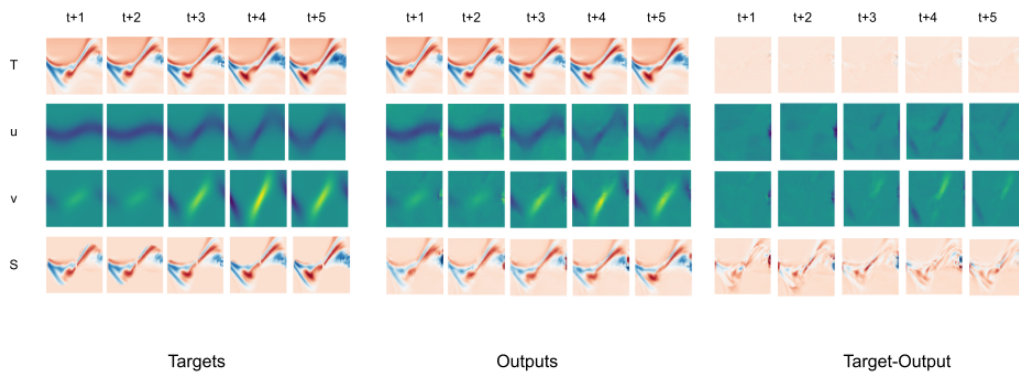 t+1 t+2 t+3 t+4 t+5 t+1 t+2 t+3 t+4 t+5 t+1 t+2 t+3 t+4 t+5
T
u
v
S
Targets Outputs Target-Output